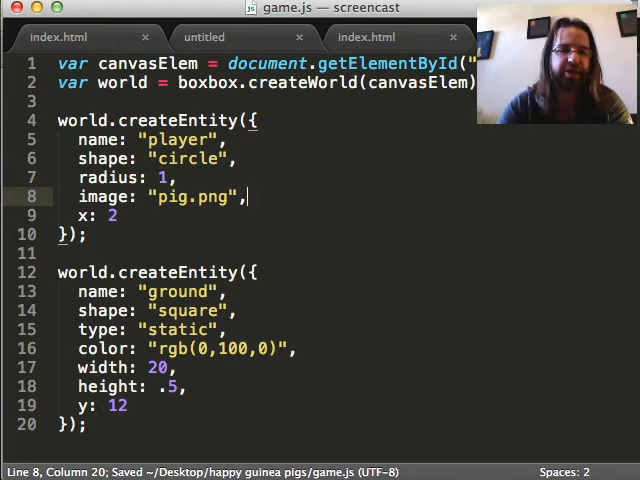 game.js — screencast
index.html × untitled × index.html ×
1 var canvasElem = document.getElementById("
2 var world = boxbox.createWorld(canvasElem)
3
4 world.createEntity({
5 name: "player",
6 shape: "circle",
7 radius: 1,
8 image: "pig.png",
9 x: 2
10 });
11
12 world.createEntity({
13 name: "ground",
14 shape: "square",
15 type: "static",
16 color: "rgb(0,100,0)",
17 width: 20,
18 height: .5,
19 y: 12
20 });
Line 8, Column 20; Saved ~/Desktop/happy guinea pigs/game.js (UTF-8) Spaces: 2